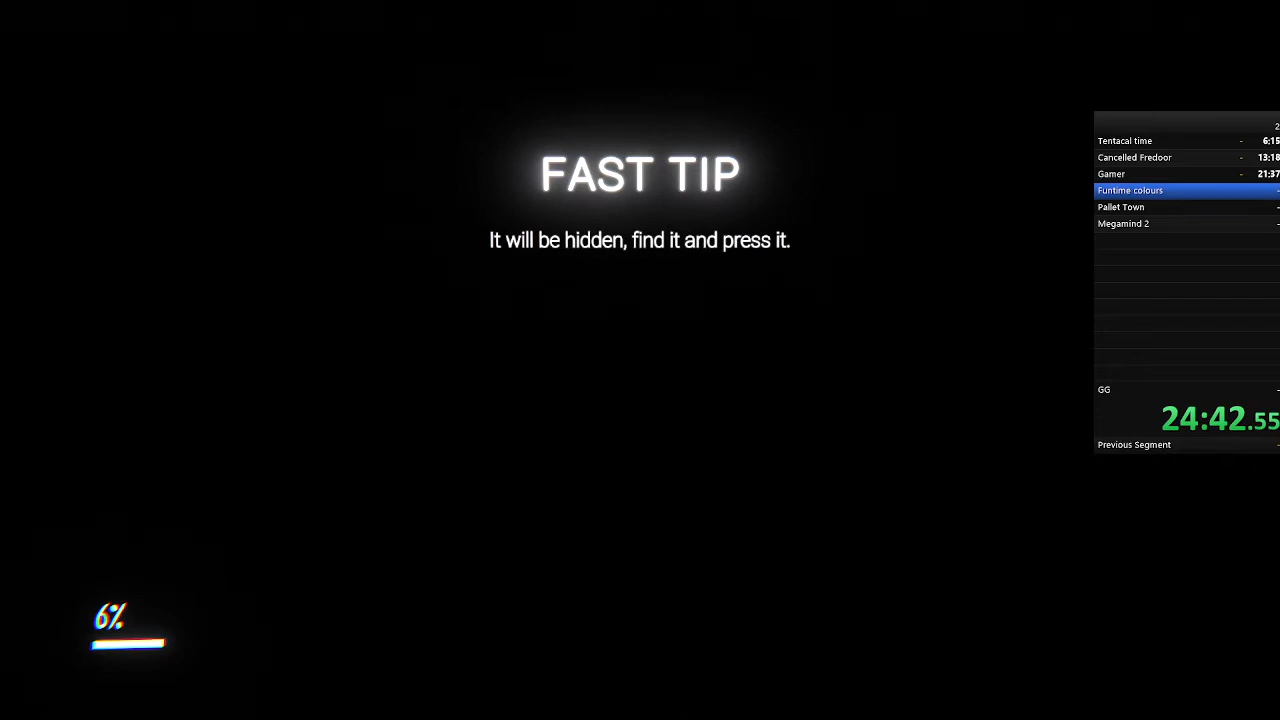 FAST TIP
It will be hidden, find it and press it.
2
Tentacal time - 6:15
Cancelled Fredoor - 13:18
Gamer - 21:37
Funtime colours -
Pallet Town -
Megamind 2 -
GG -
24:42.55
Previous Segment -
6%